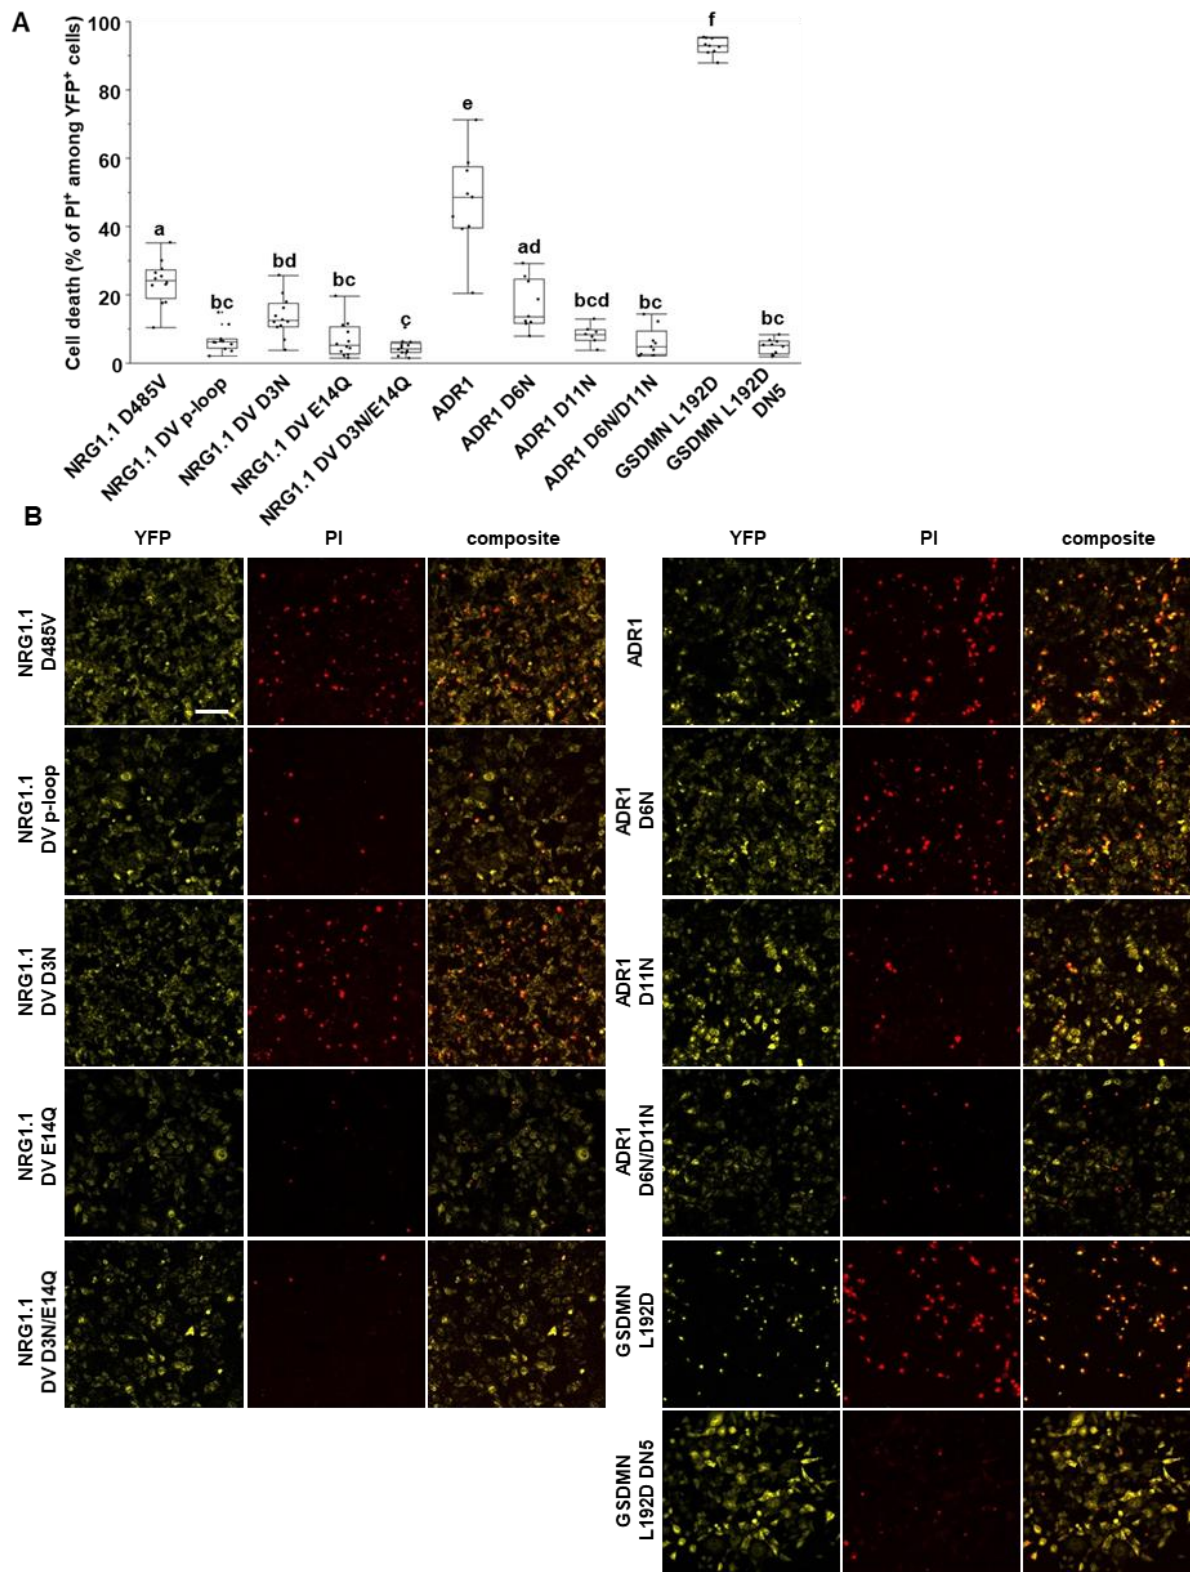 A
Cell death (% of PI⁺ among YFP⁺ cells)
100
80
60
40
20
0
a
bc
bd
bc
c
e
ad
bcd
bc
f
bc
NRG1.1 D485V
NRG1.1 DV p-loop
NRG1.1 DV D3N
NRG1.1 DV E14Q
NRG1.1 DV D3N/E14Q
ADR1
ADR1 D6N
ADR1 D11N
ADR1 D6N/D11N
GSDMN L192D
GSDMN L192D
DN5
B
YFP
PI
composite
NRG1.1
D485V
NRG1.1
DV p-loop
NRG1.1
DV D3N
NRG1.1
DV E14Q
NRG1.1
DV D3N/E14Q
YFP
PI
composite
ADR1
ADR1
D6N
ADR1
D11N
ADR1
D6N/D11N
GSDMN
L192D
GSDMN
L192D DN5